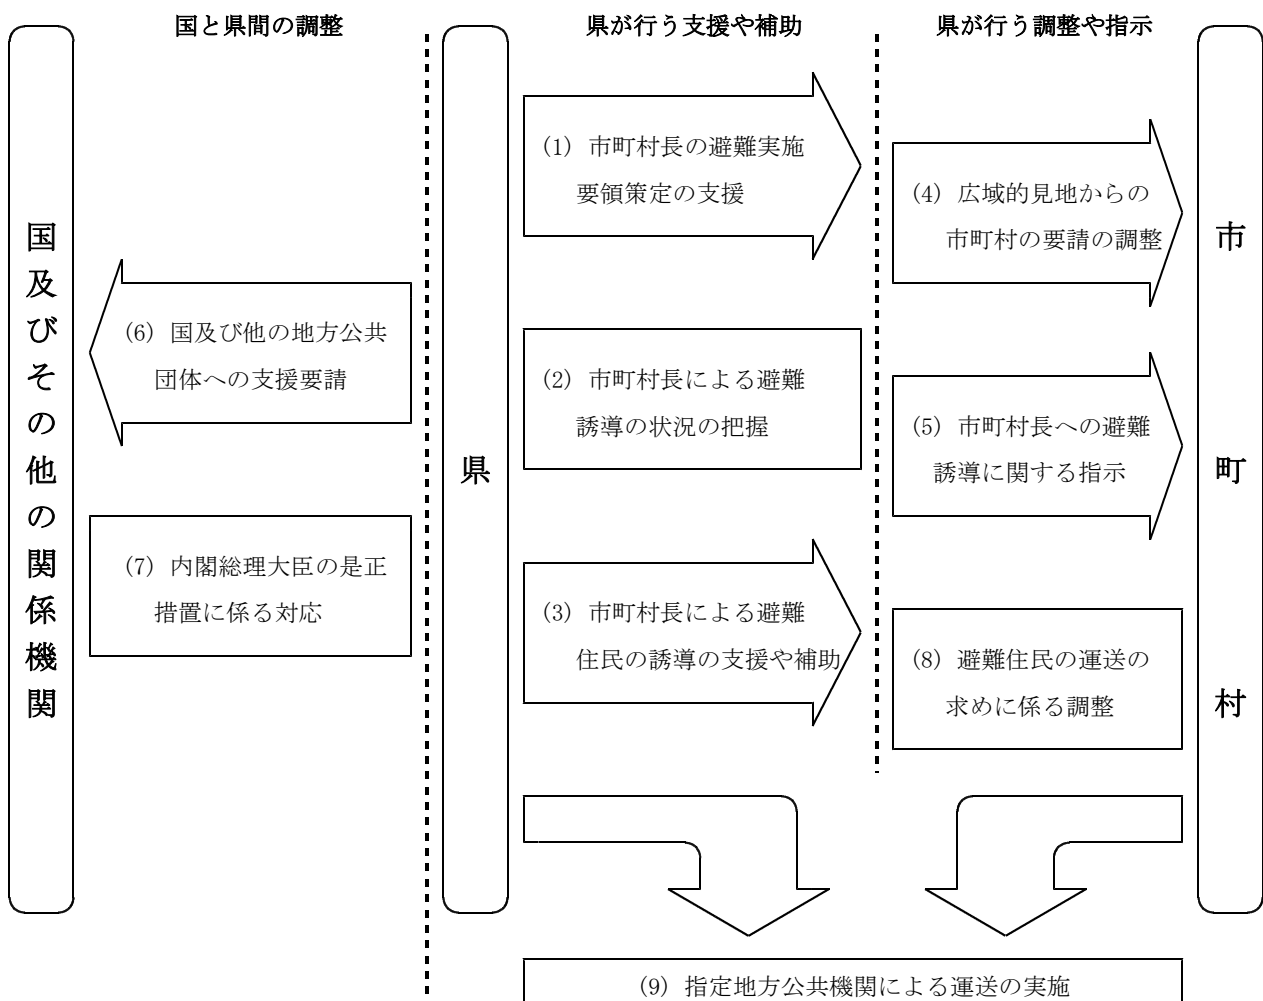 国と県間の調整
県が行う支援や補助
県が行う調整や指示
国及びその他の関係機関
(6) 国及び他の地方公共
団体への支援要請
(7) 内閣総理大臣の是正
措置に係る対応
県
(1) 市町村長の避難実施
要領策定の支援
(2) 市町村長による避難
誘導の状況の把握
(3) 市町村長による避難
住民の誘導の支援や補助
(4) 広域的見地からの
市町村の要請の調整
(5) 市町村長への避難
誘導に関する指示
(8) 避難住民の運送の
求めに係る調整
市町村
(9) 指定地方公共機関による運送の実施